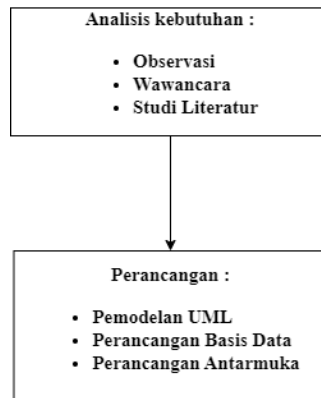 Analisis kebutuhan :
• Observasi
• Wawancara
• Studi Literatur
Perancangan :
• Pemodelan UML
• Perancangan Basis Data
• Perancangan Antarmuka